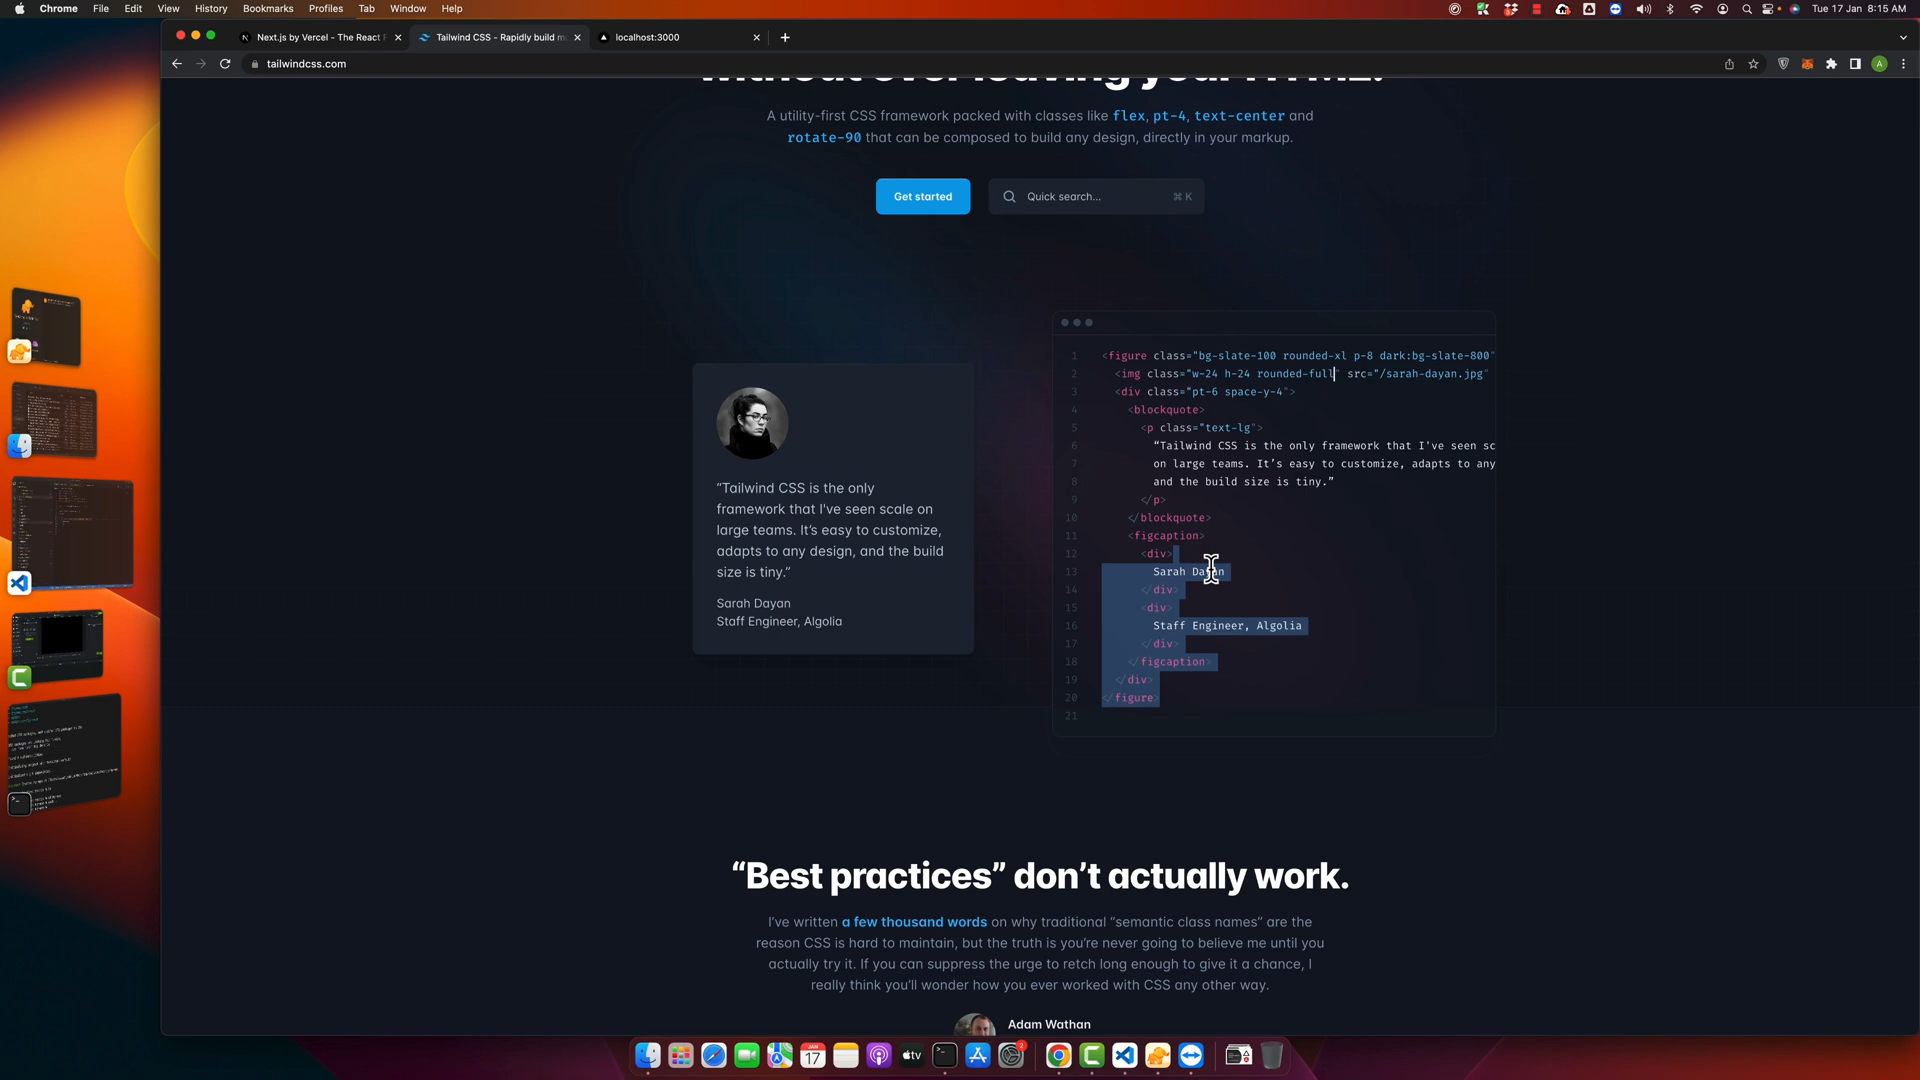 Chrome File Edit View History Bookmarks Profiles Tab Window Help
Tue 17 Jan 8:15 AM
Next.js by Vercel - The React F
Tailwind CSS - Rapidly build m
localhost:3000
tailwindcss.com
without ever leaving your HTML.
A utility-first CSS framework packed with classes like flex, pt-4, text-center and
rotate-90 that can be composed to build any design, directly in your markup.
Get started
Quick search... ⌘ K
1 <figure class="bg-slate-100 rounded-xl p-8 dark:bg-slate-800"
2 <img class="w-24 h-24 rounded-full" src="/sarah-dayan.jpg"
3 <div class="pt-6 space-y-4">
4 <blockquote>
5 <p class="text-lg">
6 “Tailwind CSS is the only framework that I've seen sc
7 on large teams. It’s easy to customize, adapts to any
8 and the build size is tiny.”
9 </p>
10 </blockquote>
11 <figcaption>
12 <div>
13 Sarah Dayan
14 </div>
15 <div>
16 Staff Engineer, Algolia
17 </div>
18 </figcaption>
19 </div>
20 </figure>
21
“Tailwind CSS is the only
framework that I've seen scale on
large teams. It’s easy to customize,
adapts to any design, and the build
size is tiny.”
Sarah Dayan
Staff Engineer, Algolia
“Best practices” don’t actually work.
I’ve written a few thousand words on why traditional “semantic class names” are the
reason CSS is hard to maintain, but the truth is you’re never going to believe me until you
actually try it. If you can suppress the urge to retch long enough to give it a chance, I
really think you’ll wonder how you ever worked with CSS any other way.
Adam Wathan
JAN
17
tv
2
A